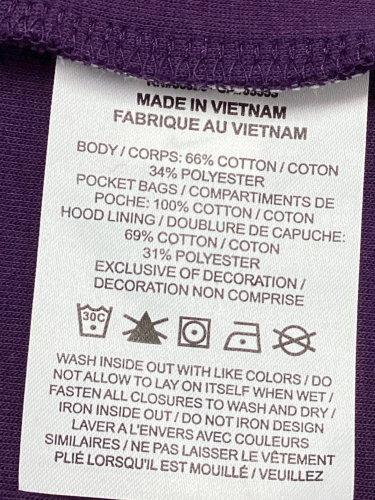 MADE IN VIETNAM
FABRIQUE AU VIETNAM
BODY / CORPS: 66% COTTON / COTON
34% POLYESTER
POCKET BAGS / COMPARTIMENTS DE
POCHE: 100% COTTON / COTON
HOOD LINING / DOUBLURE DE CAPUCHE:
69% COTTON / COTON
31% POLYESTER
EXCLUSIVE OF DECORATION /
DECORATION NON COMPRISE
30C
WASH INSIDE OUT WITH LIKE COLORS / DO
NOT ALLOW TO LAY ON ITSELF WHEN WET /
FASTEN ALL CLOSURES TO WASH AND DRY /
IRON INSIDE OUT / DO NOT IRON DESIGN
LAVER A L'ENVERS AVEC COULEURS
SIMILAIRES / NE PAS LAISSER LE VÊTEMENT
PLIÉ LORSQU'IL EST MOUILLÉ / VEUILLEZ